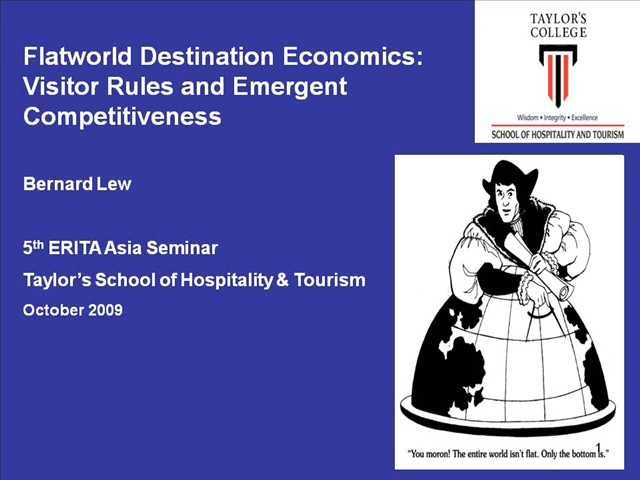 Flatworld Destination Economics:
Visitor Rules and Emergent
Competitiveness
Bernard Lew
5th ERITA Asia Seminar
Taylor's School of Hospitality & Tourism
October 2009
TAYLOR'S
COLLEGE
Wisdom • Integrity • Excellence
SCHOOL OF HOSPITALITY AND TOURISM
"You moron! The entire world isn't flat. Only the bottom is."
1